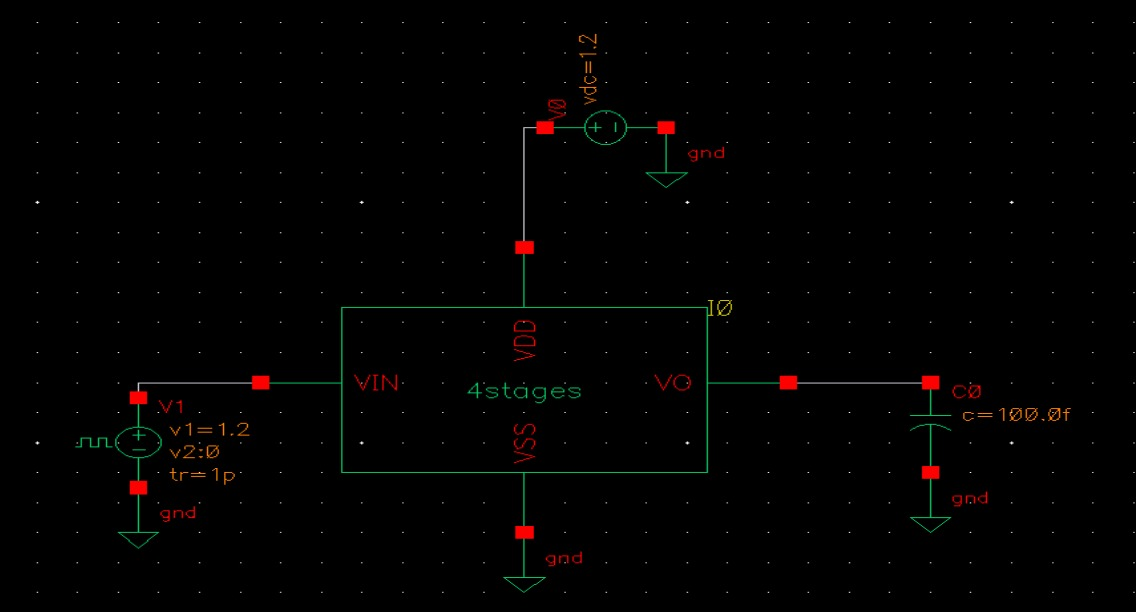 vdc=1.2
V0
gnd
I0
VDD
VIN
4stages
VO
VSS
V1
v1=1.2
v2:0
tr=1p
gnd
C0
c=100.0f
gnd
gnd